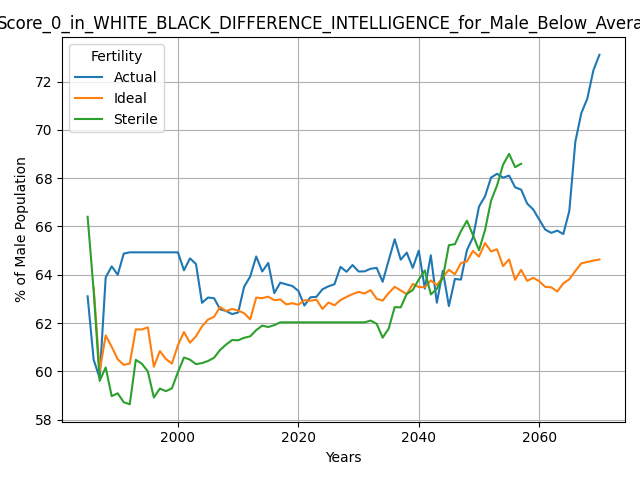 Score_0_in_WHITE_BLACK_DIFFERENCE_INTELLIGENCE_for_Male_Below_Avera
Fertility
Actual
Ideal
Sterile
72
70
68
66
64
62
60
58
% of Male Population
2000 2020 2040 2060
Years